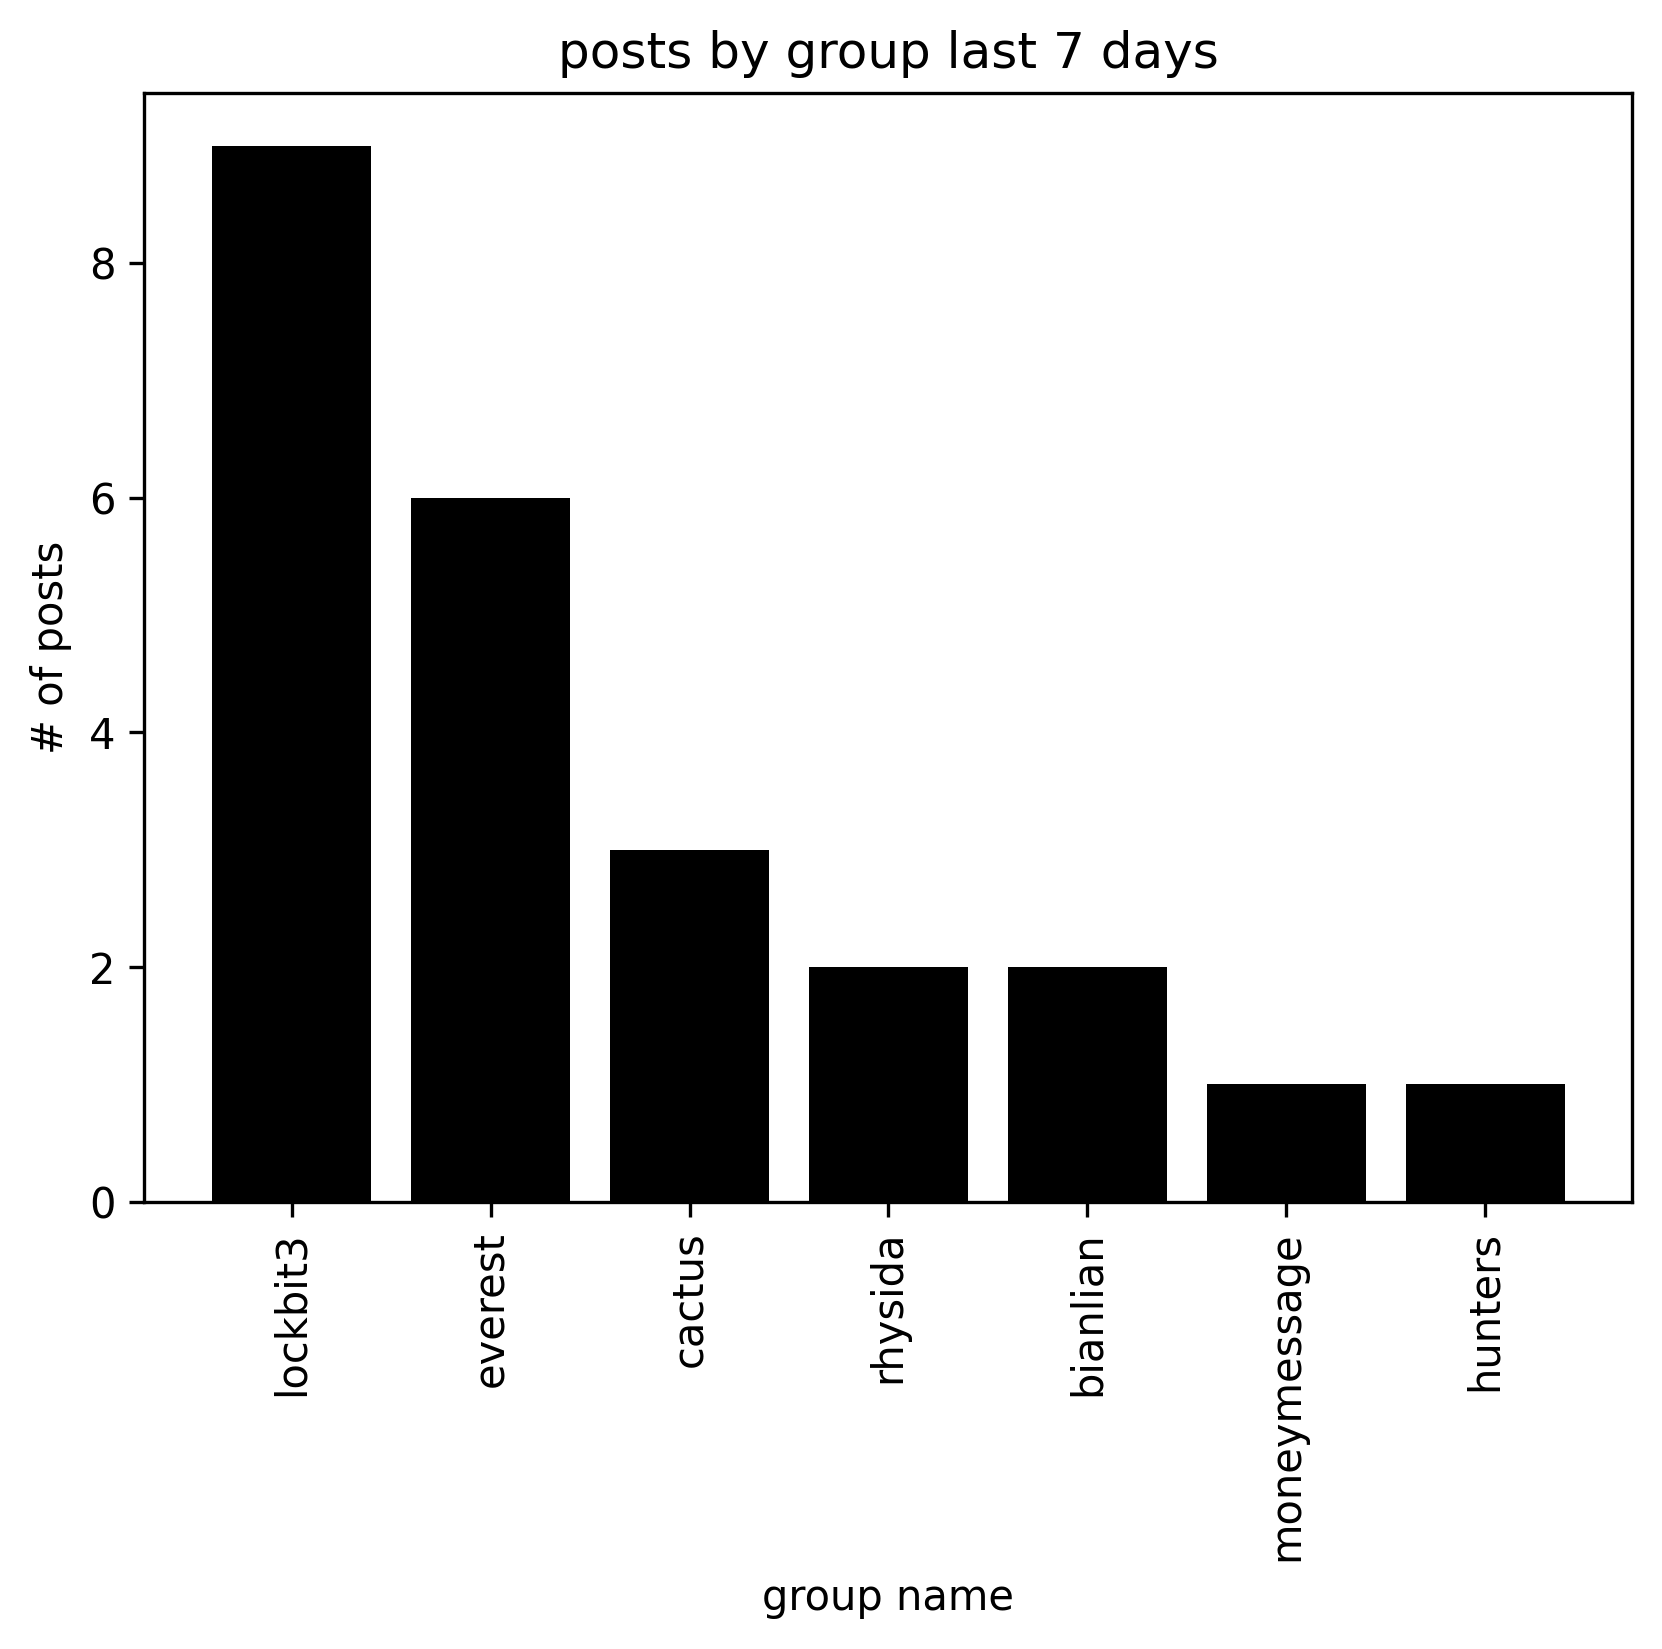 posts by group last 7 days
# of posts
8
6
4
2
0
lockbit3
everest
cactus
rhysida
bianlian
moneymessage
hunters
group name